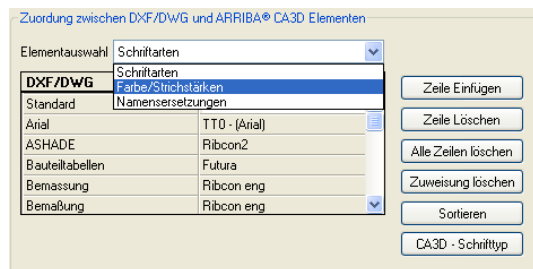 Zuordung zwischen DXF/DWG und ARRIBA® CA3D Elementen
Elementauswahl Schriftarten
Schriftarten
Farbe/Strichstärken
Namensersetzungen
DXF/DWG
Standard
Arial TT0 - (Arial)
ASHADE Ribcon2
Bauteiltabellen Futura
Bemassung Ribcon eng
Bemaßung Ribcon eng
Zeile Einfügen
Zeile Löschen
Alle Zeilen löschen
Zuweisung löschen
Sortieren
CA3D - Schrifttyp